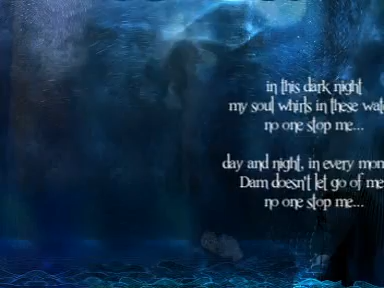 in this dark night
my soul whirls in these wat
no one stop me...
day and night, in every mon
Dam doesn't let go of me
no one stop me...